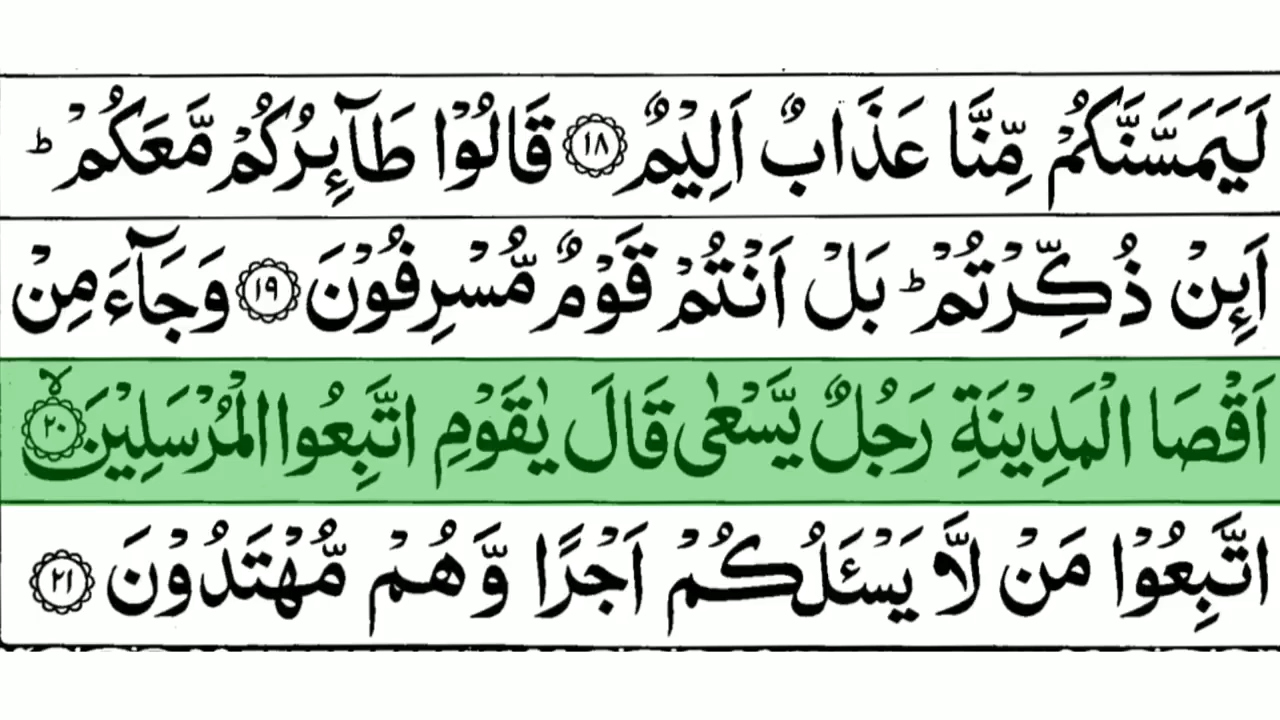 لَيَمَسَّنَّكُمْ مِّنَّا عَذَابٌ اَلِيْمٌ ۝١٨ قَالُوْا طَآئِرُكُمْ مَّعَكُمْ ؕ
اَئِنْ ذُكِّرْتُمْ ؕ بَلْ اَنْتُمْ قَوْمٌ مُّسْرِفُوْنَ ۝١٩ وَجَآءَ مِنْ
اَقْصَا الْمَدِيْنَةِ رَجُلٌ يَّسْعٰى قَالَ يٰقَوْمِ اتَّبِعُوا الْمُرْسَلِيْنَ ۙ۝٢٠
اتَّبِعُوْا مَنْ لَّا يَسْـَٔلُكُمْ اَجْرًا وَّهُمْ مُّهْتَدُوْنَ ۝٢١